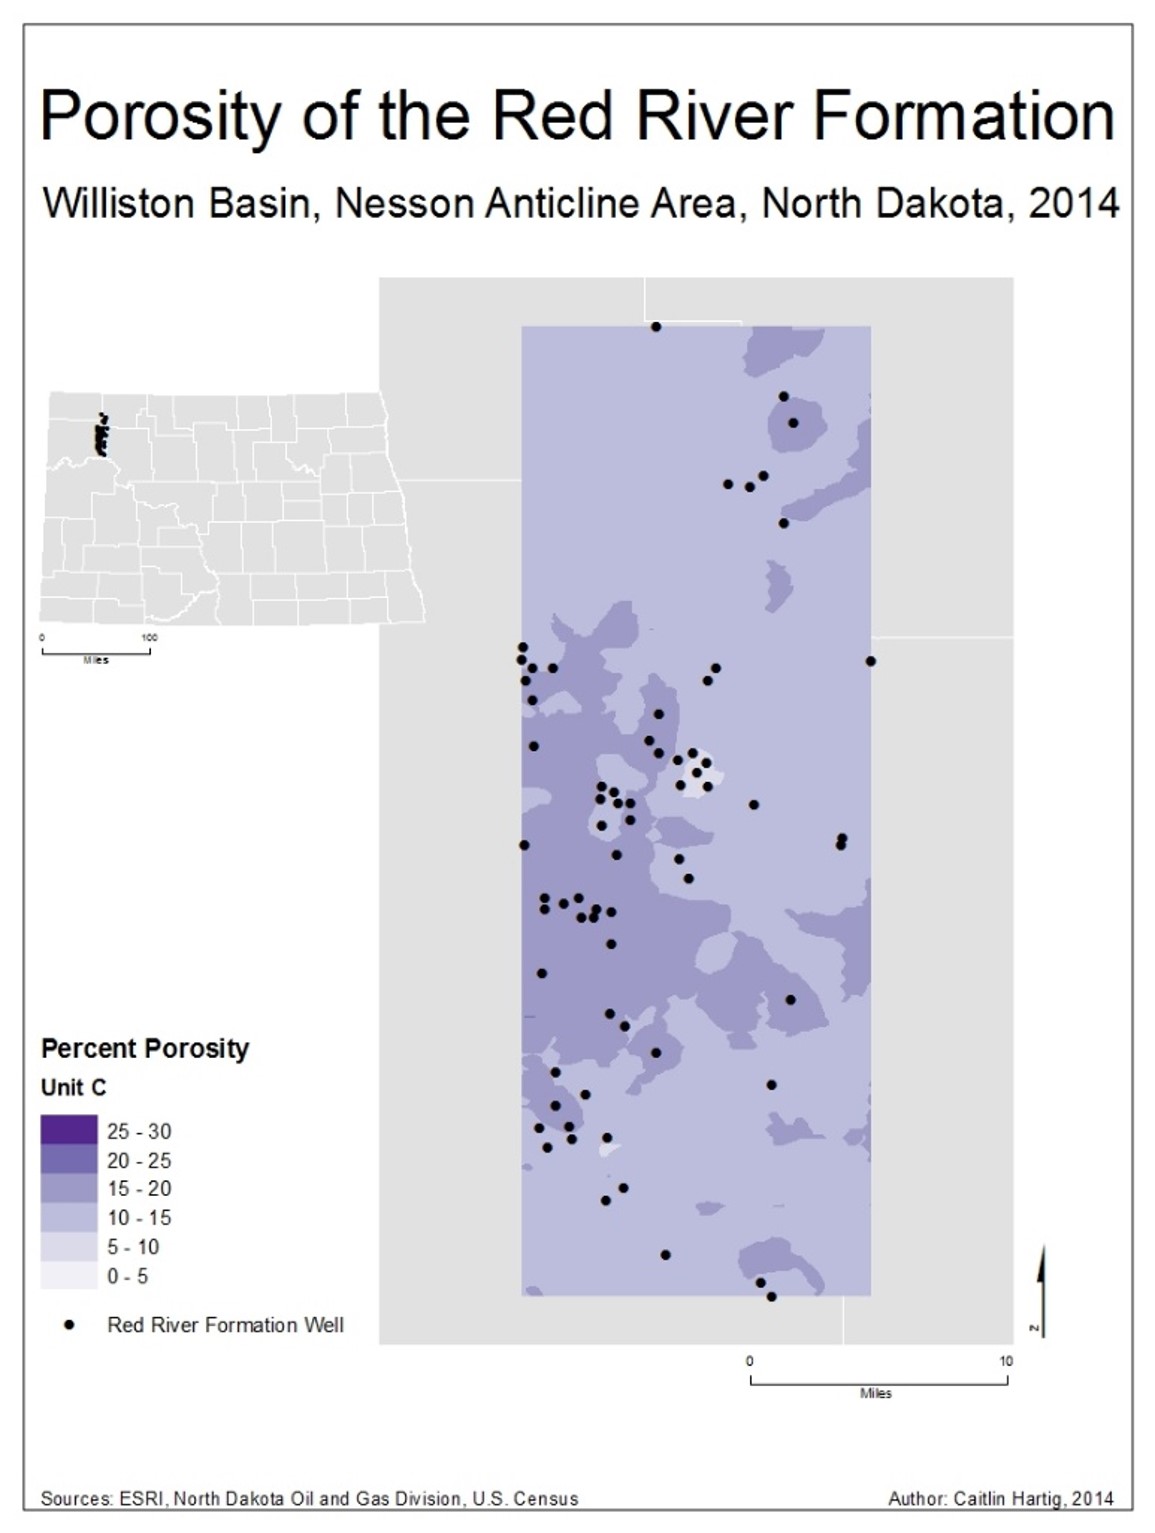 Porosity of the Red River Formation
Williston Basin, Nesson Anticline Area, North Dakota, 2014
0 100
Miles
Percent Porosity
Unit C
25 - 30
20 - 25
15 - 20
10 - 15
5 - 10
0 - 5
Red River Formation Well
N
0 10
Miles
Sources: ESRI, North Dakota Oil and Gas Division, U.S. Census
Author: Caitlin Hartig, 2014